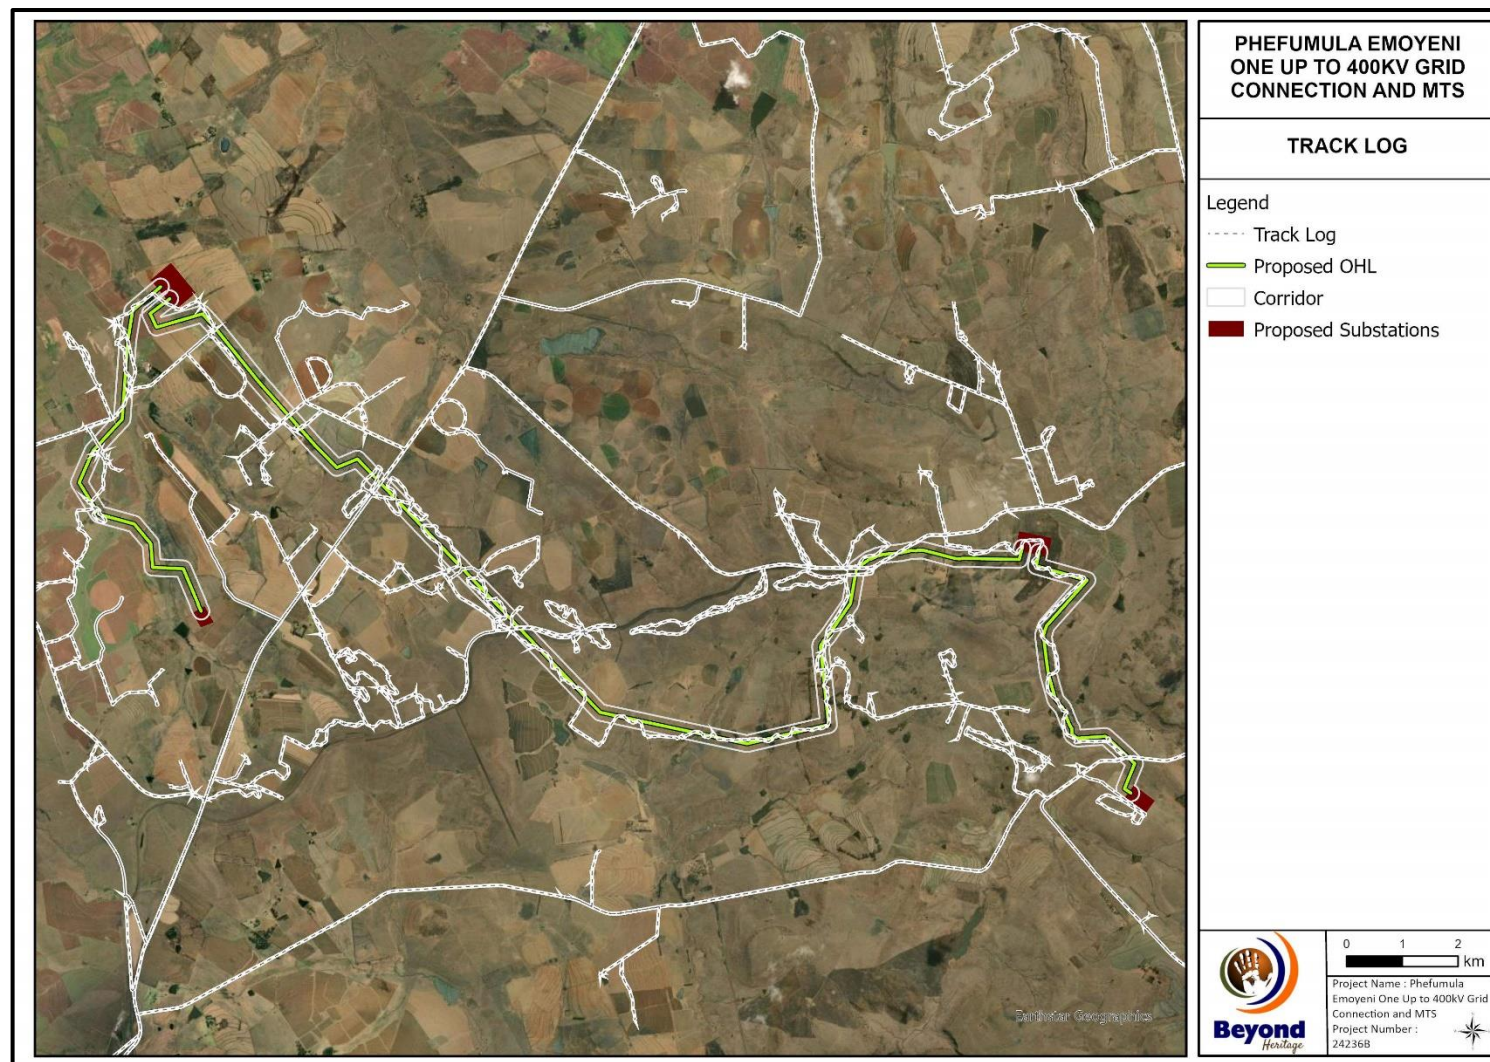 PHEFUMULA EMOYENI
ONE UP TO 400KV GRID
CONNECTION AND MTS
TRACK LOG
Legend
Track Log
Proposed OHL
Corridor
Proposed Substations
Earthstar Geographics
Beyond
Heritage
0 1 2
km
Project Name : Phefumula
Emoyeni One Up to 400kV Grid
Connection and MTS
Project Number :
24236B